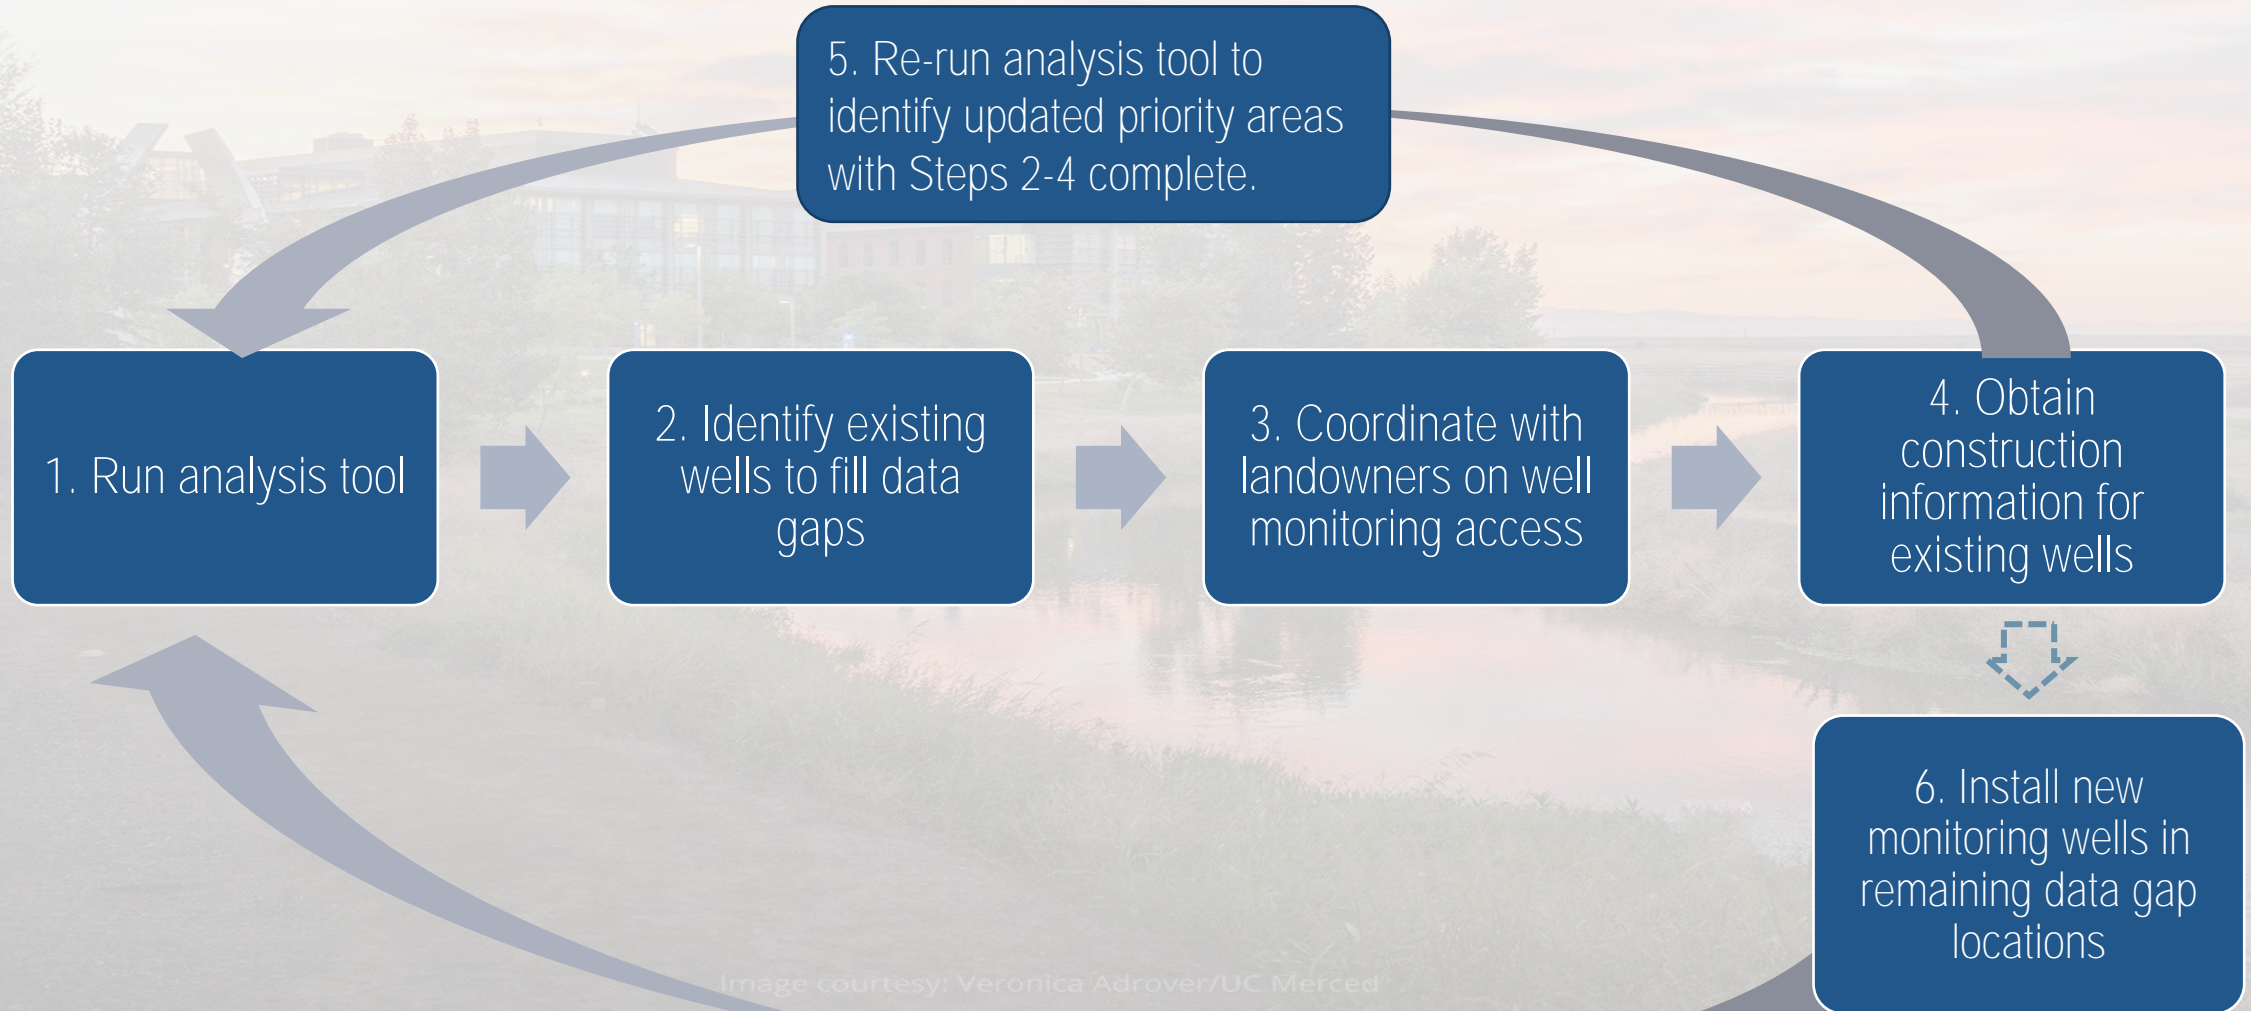 5. Re-run analysis tool to
identify updated priority areas
with Steps 2-4 complete.
1. Run analysis tool
2. Identify existing
wells to fill data
gaps
3. Coordinate with
landowners on well
monitoring access
4. Obtain
construction
information for
existing wells
6. Install new
monitoring wells in
remaining data gap
locations
Image courtesy: Veronica Adrover/UC Merced